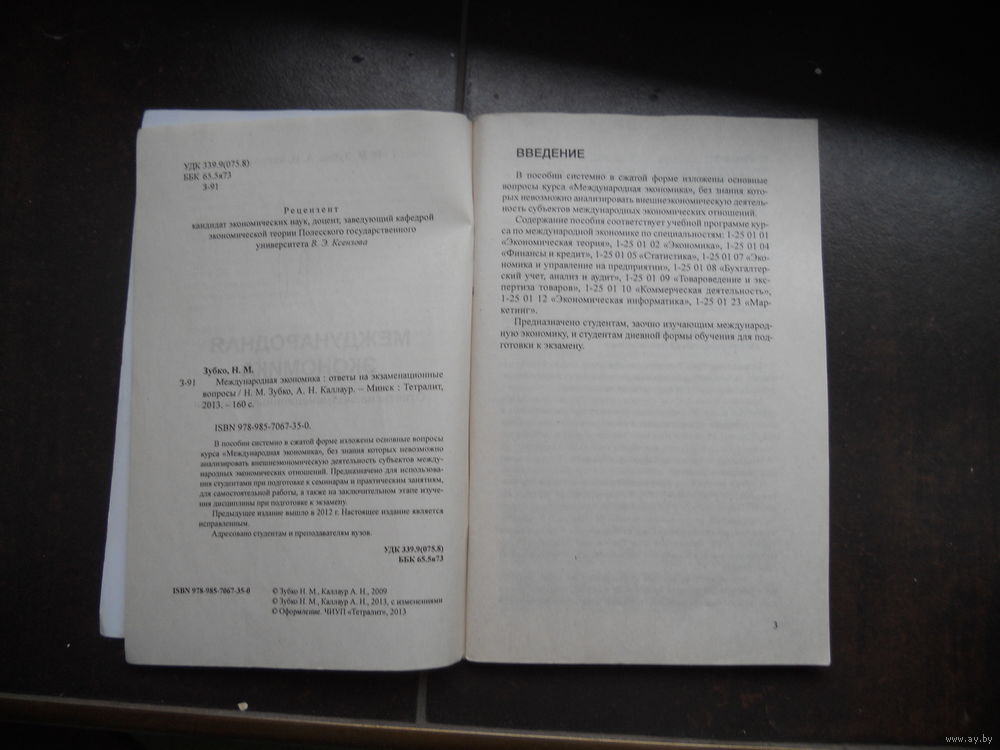 УДК 339.9(075.8)
ББК 65.5я73
З-91
Рецензент
кандидат экономических наук, доцент, заведующий кафедрой
экономической теории Полесского государственного
университета В. Э. Ксензова
МЕЖДУНАРОДНАЯ
Зубко, Н. М.
З-91 Международная экономика : ответы на экзаменационные
вопросы / Н. М. Зубко, А. Н. Каллаур. – Минск : Тетралит,
2013. – 160 с.
ISBN 978-985-7067-35-0.
В пособии системно в сжатой форме изложены основные вопросы
курса «Международная экономика», без знания которых невозможно
анализировать внешнеэкономическую деятельность субъектов между-
народных экономических отношений. Предназначено для использова-
ния студентами при подготовке к семинарам и практическим занятиям,
для самостоятельной работы, а также на заключительном этапе изуче-
ния дисциплины при подготовке к экзамену.
Предыдущее издание вышло в 2012 г. Настоящее издание является
исправленным.
Адресовано студентам и преподавателям вузов.
УДК 339.9(075.8)
ББК 65.5я73
ISBN 978-985-7067-35-0
© Зубко Н. М., Каллаур А. Н., 2009
© Зубко Н. М., Каллаур А. Н., 2013, с изменениями
© Оформление. ЧИУП «Тетралит», 2013
ВВЕДЕНИЕ
В пособии системно в сжатой форме изложены основные
вопросы курса «Международная экономика», без знания кото-
рых невозможно анализировать внешнеэкономическую деятель-
ность субъектов международных экономических отношений.
Содержание пособия соответствует учебной программе кур-
са по международной экономике по специальностям: 1-25 01 01
«Экономическая теория», 1-25 01 02 «Экономика», 1-25 01 04
«Финансы и кредит», 1-25 01 05 «Статистика», 1-25 01 07 «Эко-
номика и управление на предприятии», 1-25 01 08 «Бухгалтер-
ский учет, анализ и аудит», 1-25 01 09 «Товароведение и экс-
пертиза товаров», 1-25 01 10 «Коммерческая деятельность»,
1-25 01 12 «Экономическая информатика», 1-25 01 23 «Мар-
кетинг».
Предназначено студентам, заочно изучающим международ-
ную экономику, и студентам дневной формы обучения для под-
готовки к экзамену.
3
www.ay.by